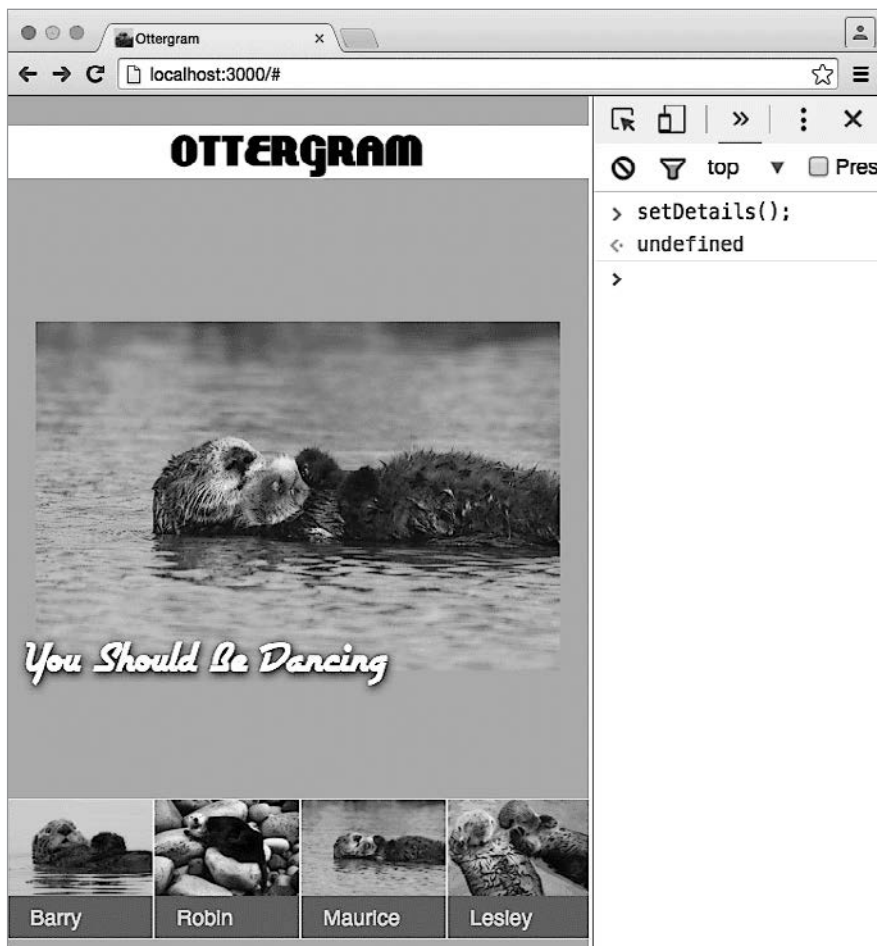 Ottergram
localhost:3000/#
OTTERGRAM
top Pres
setDetails();
undefined
You Should Be Dancing
Barry Robin Maurice Lesley